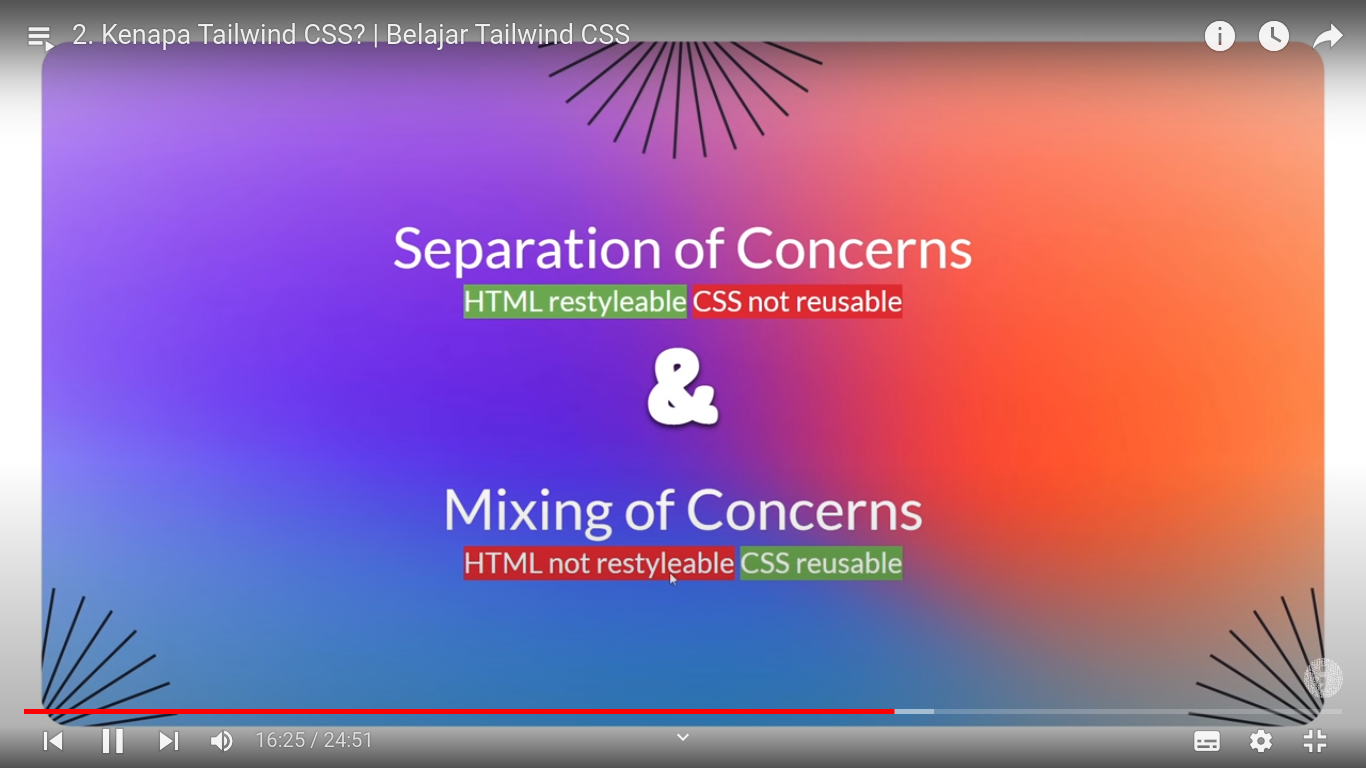 2. Kenapa Tailwind CSS? | Belajar Tailwind CSS
Separation of Concerns
HTML restyleable CSS not reusable
&
Mixing of Concerns
HTML not restyleable CSS reusable
16:25 / 24:51